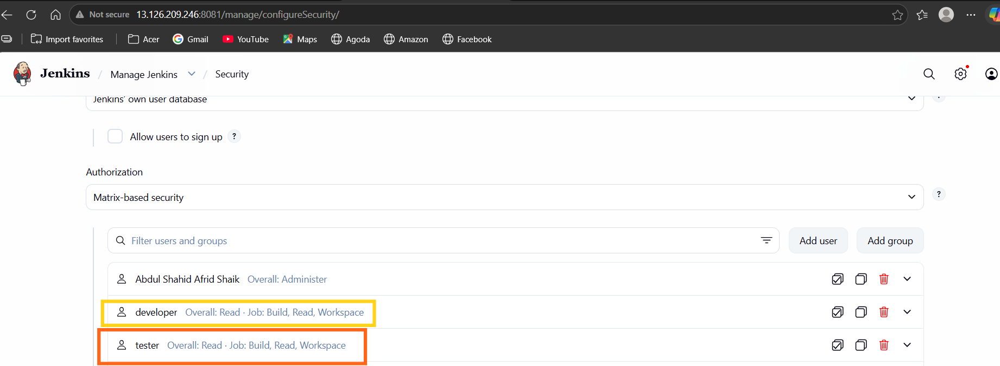 Not secure 13.126.209.246:8081/manage/configureSecurity/
Import favorites Acer Gmail YouTube Maps Agoda Amazon Facebook
Jenkins / Manage Jenkins / Security
Jenkins' own user database
Allow users to sign up ?
Authorization
Matrix-based security ?
Filter users and groups Add user Add group
Abdul Shahid Afrid Shaik Overall: Administer
developer Overall: Read · Job: Build, Read, Workspace
tester Overall: Read · Job: Build, Read, Workspace